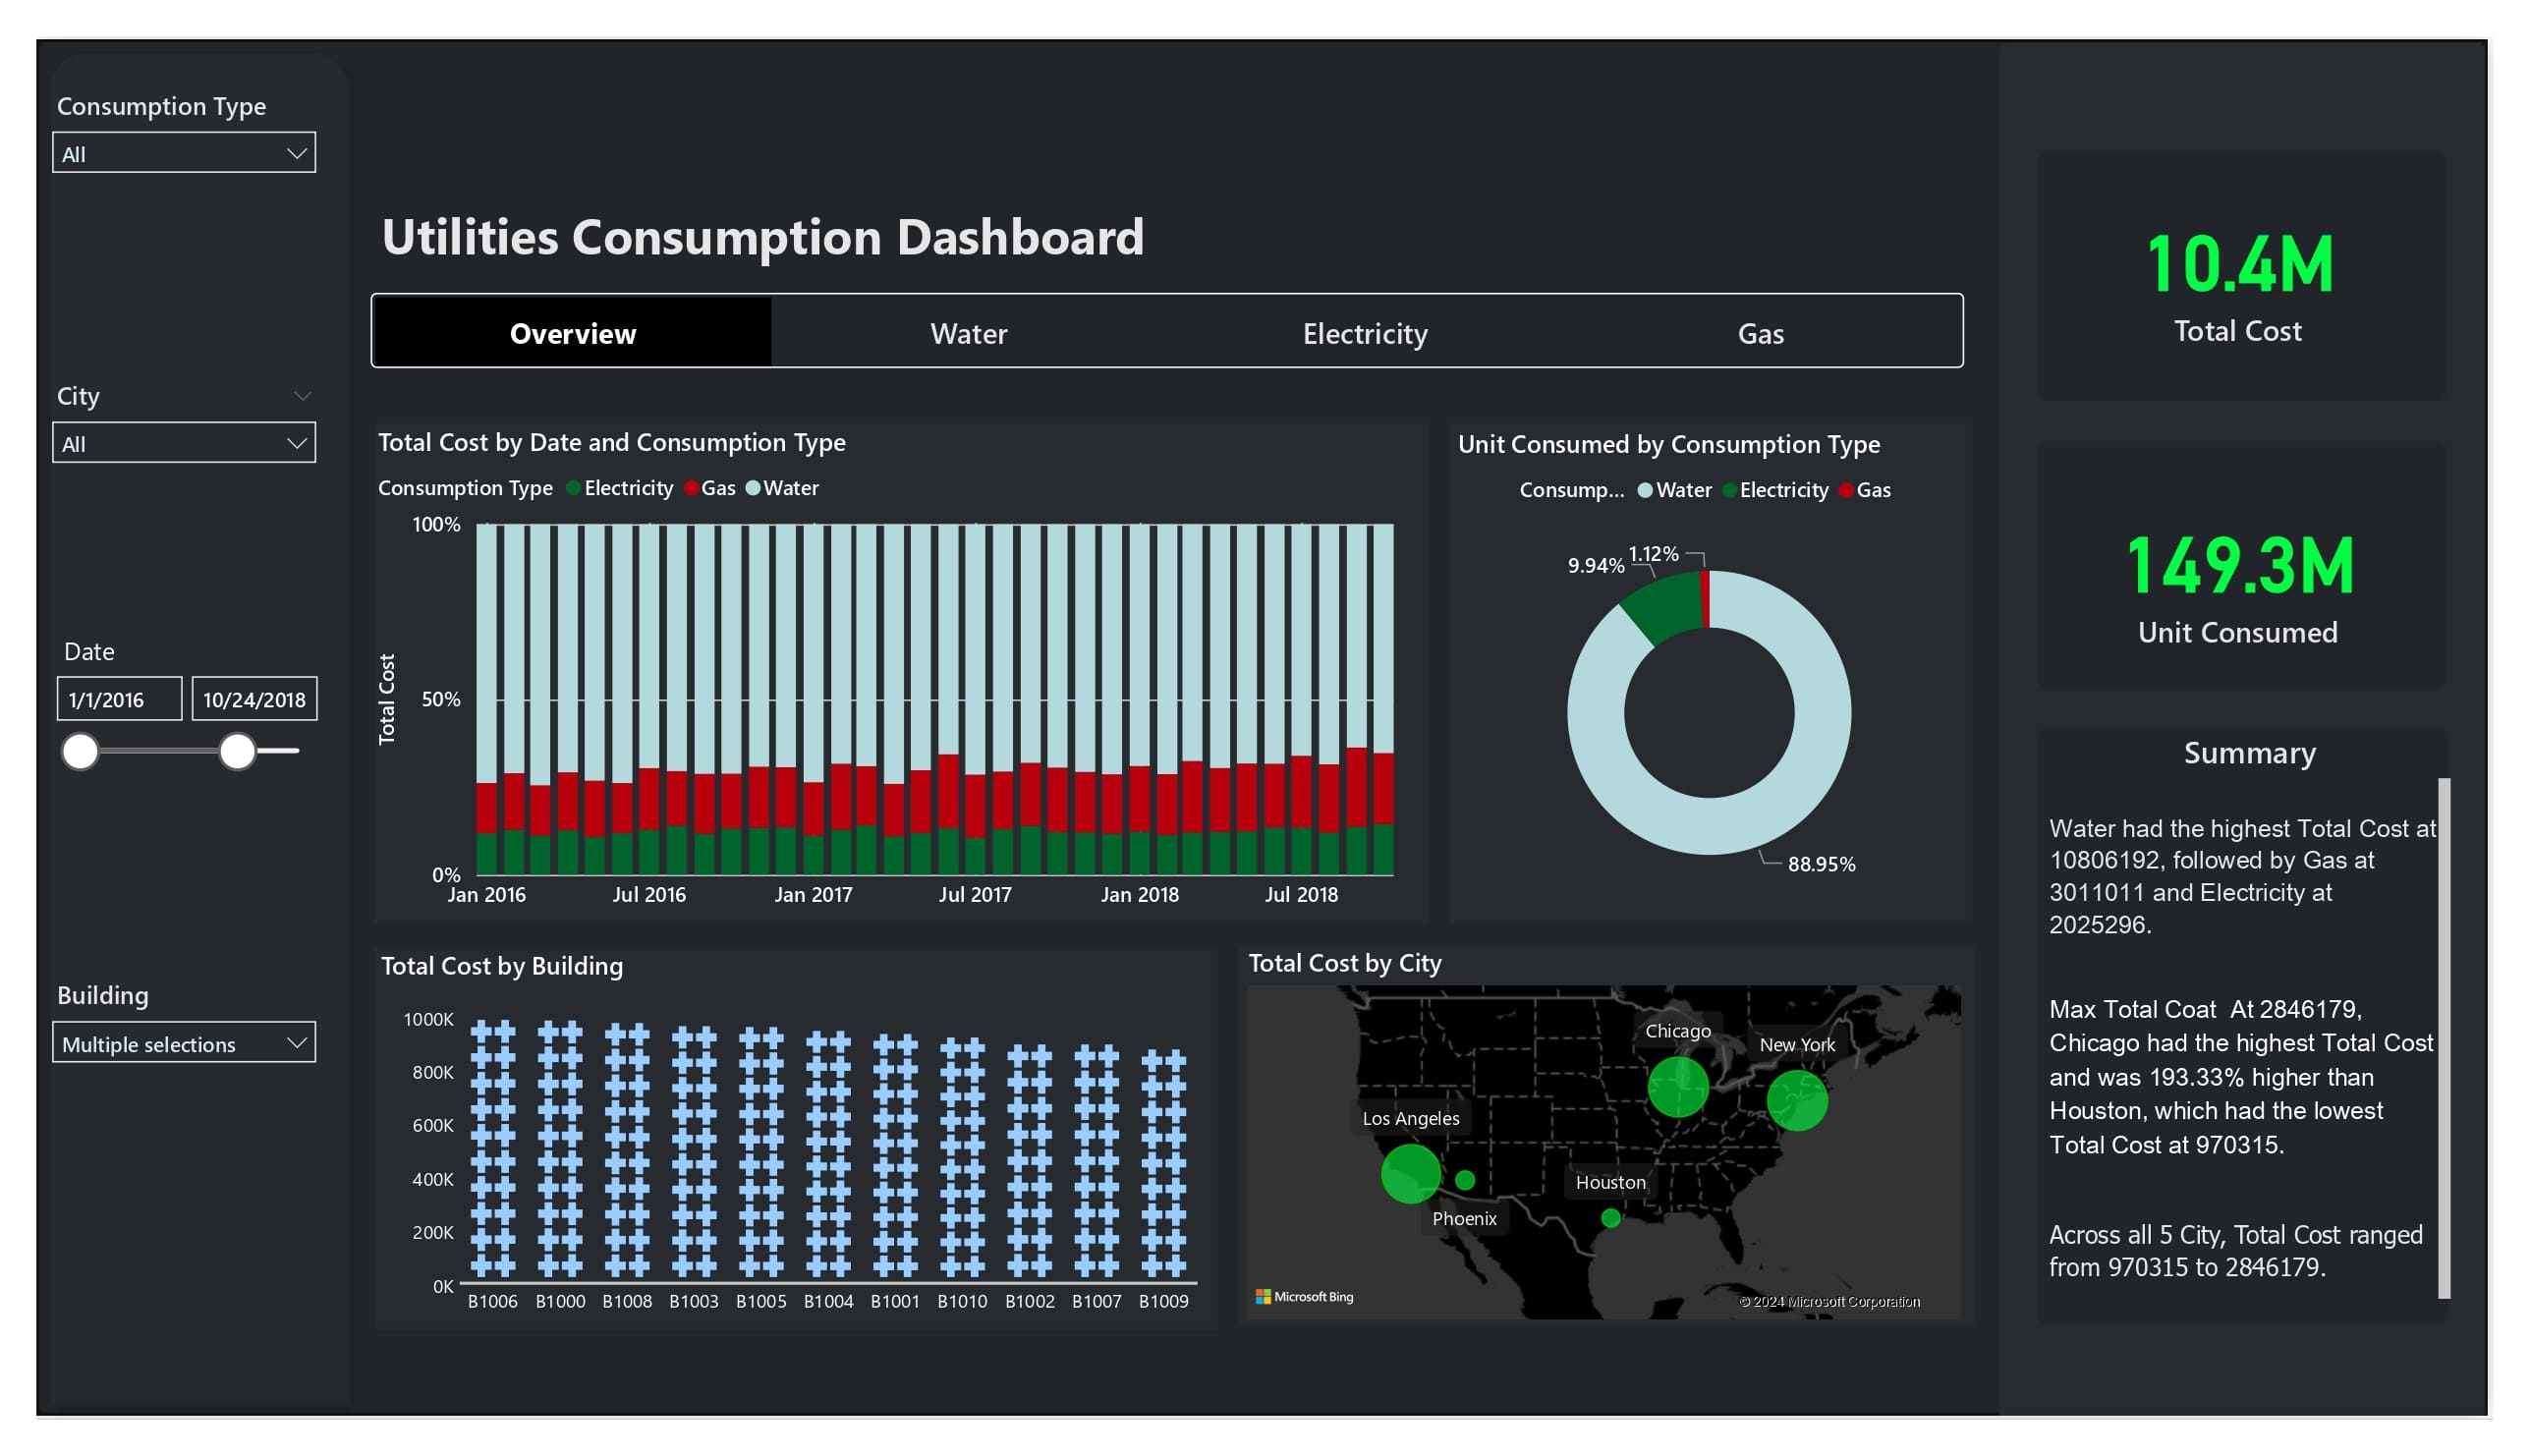 Consumption Type
All
City
All
Date
1/1/2016
10/24/2018
Building
Multiple selections
Utilities Consumption Dashboard
Overview
Water
Electricity
Gas
Total Cost by Date and Consumption Type
Consumption Type Electricity Gas Water
100%
50%
0%
Total Cost
Jan 2016
Jul 2016
Jan 2017
Jul 2017
Jan 2018
Jul 2018
Unit Consumed by Consumption Type
Consump... Water Electricity Gas
9.94%
1.12%
88.95%
Total Cost by Building
1000K
800K
600K
400K
200K
0K
B1006
B1000
B1008
B1003
B1005
B1004
B1001
B1010
B1002
B1007
B1009
Total Cost by City
Chicago
New York
Los Angeles
Houston
Phoenix
Microsoft Bing
© 2024 Microsoft Corporation
10.4M
Total Cost
149.3M
Unit Consumed
Summary
Water had the highest Total Cost at
10806192, followed by Gas at
3011011 and Electricity at
2025296.
Max Total Coat  At 2846179,
Chicago had the highest Total Cost
and was 193.33% higher than
Houston, which had the lowest
Total Cost at 970315.
Across all 5 City, Total Cost ranged
from 970315 to 2846179.